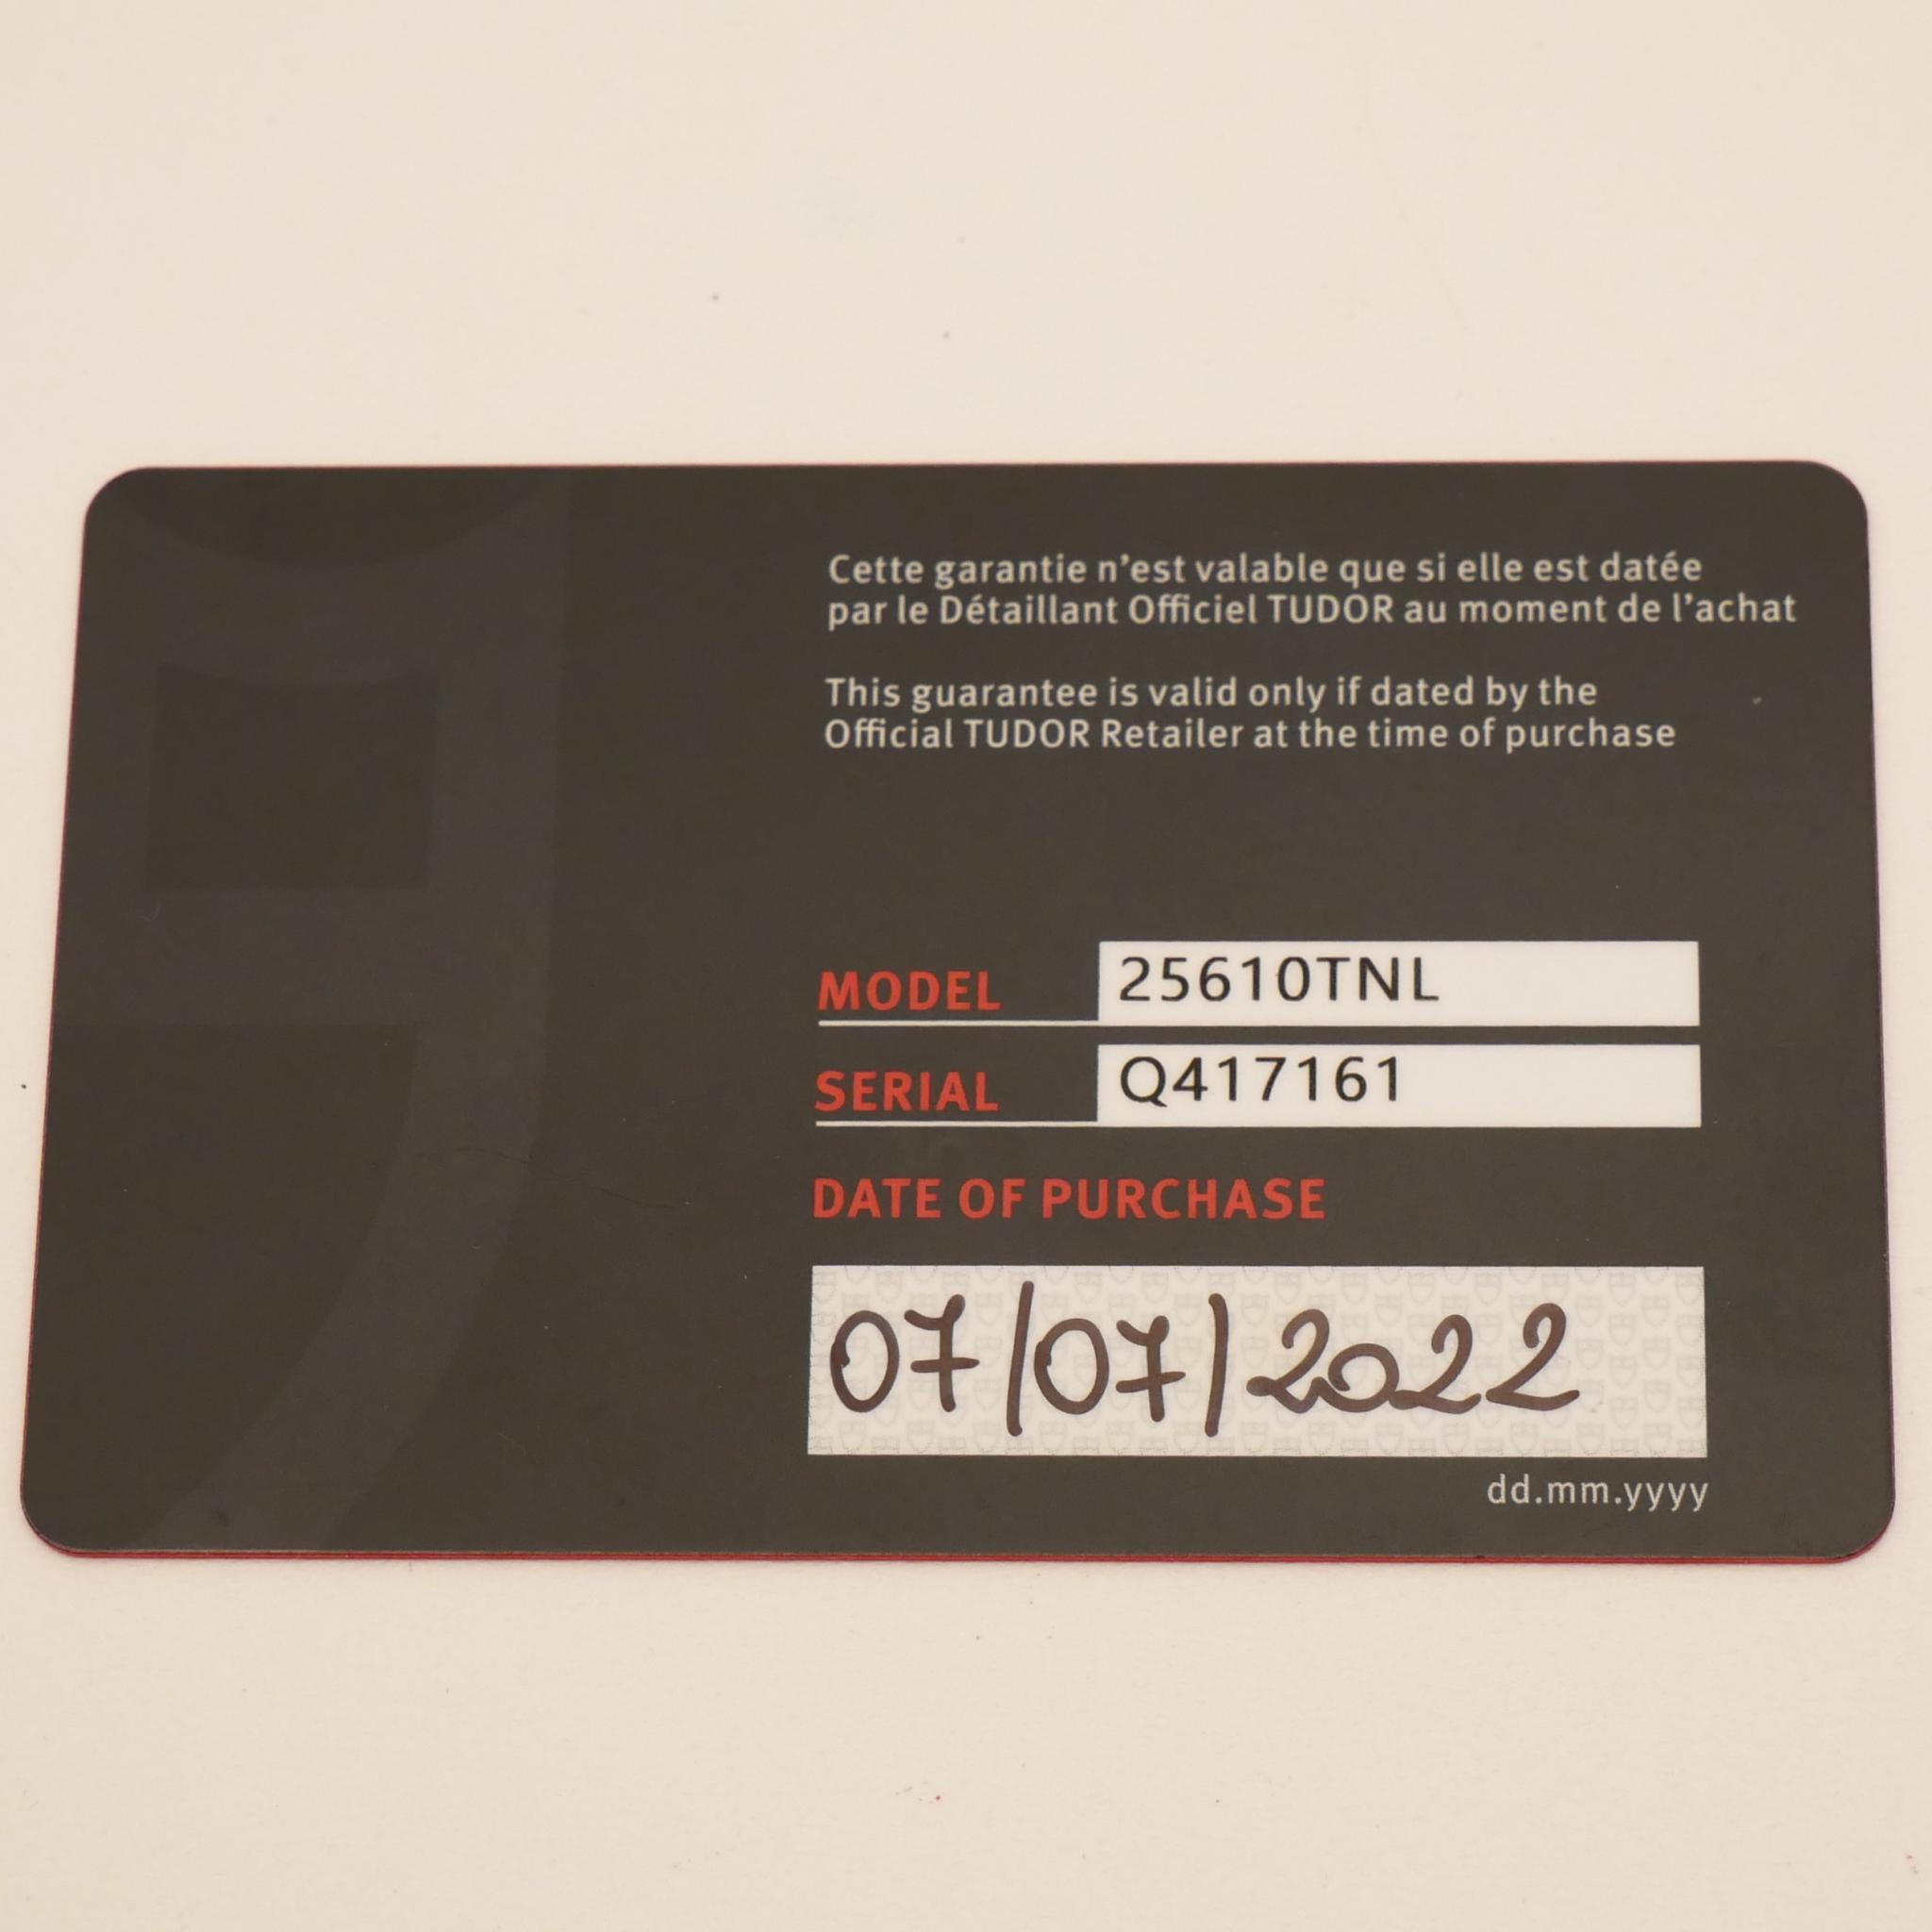 Cette garantie n'est valable que si elle est datée
par le Détaillant Officiel TUDOR au moment de l'achat
This guarantee is valid only if dated by the
Official TUDOR Retailer at the time of purchase
MODEL 25610TNL
SERIAL Q417161
DATE OF PURCHASE
07/07/2022
dd.mm.yyyy